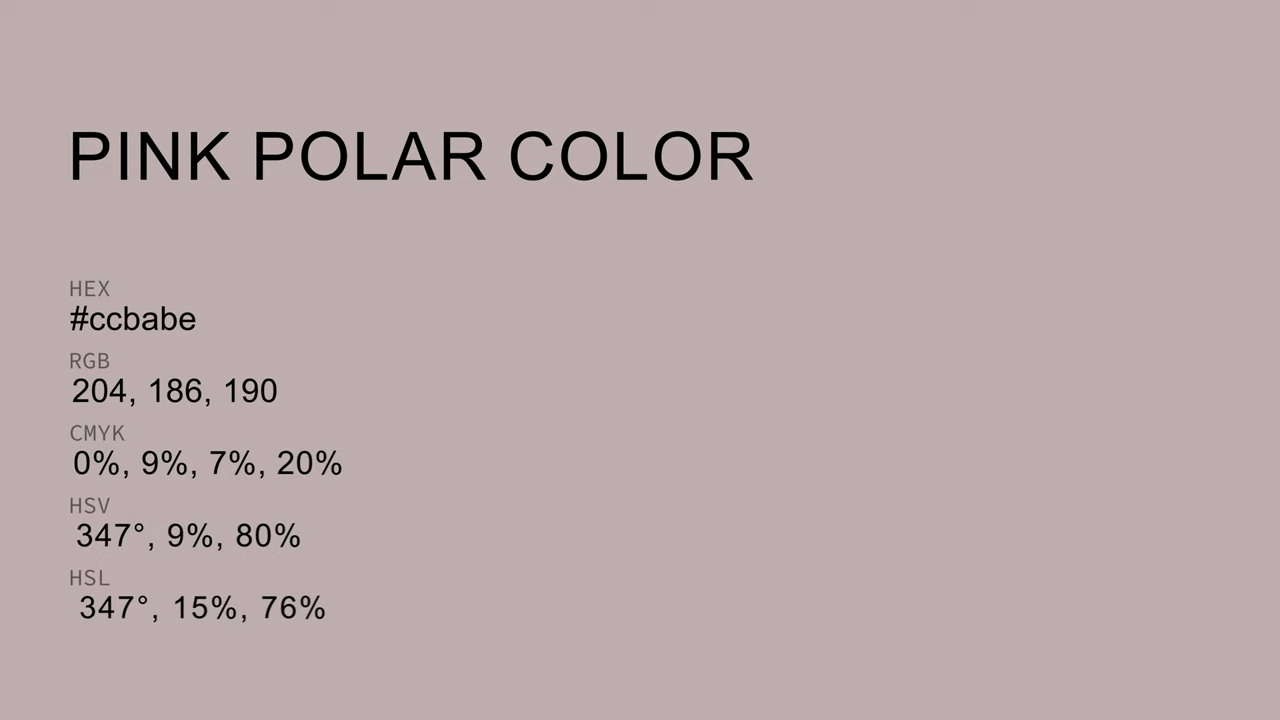 PINK POLAR COLOR
HEX
#ccbabe
RGB
204, 186, 190
CMYK
0%, 9%, 7%, 20%
HSV
347°, 9%, 80%
HSL
347°, 15%, 76%